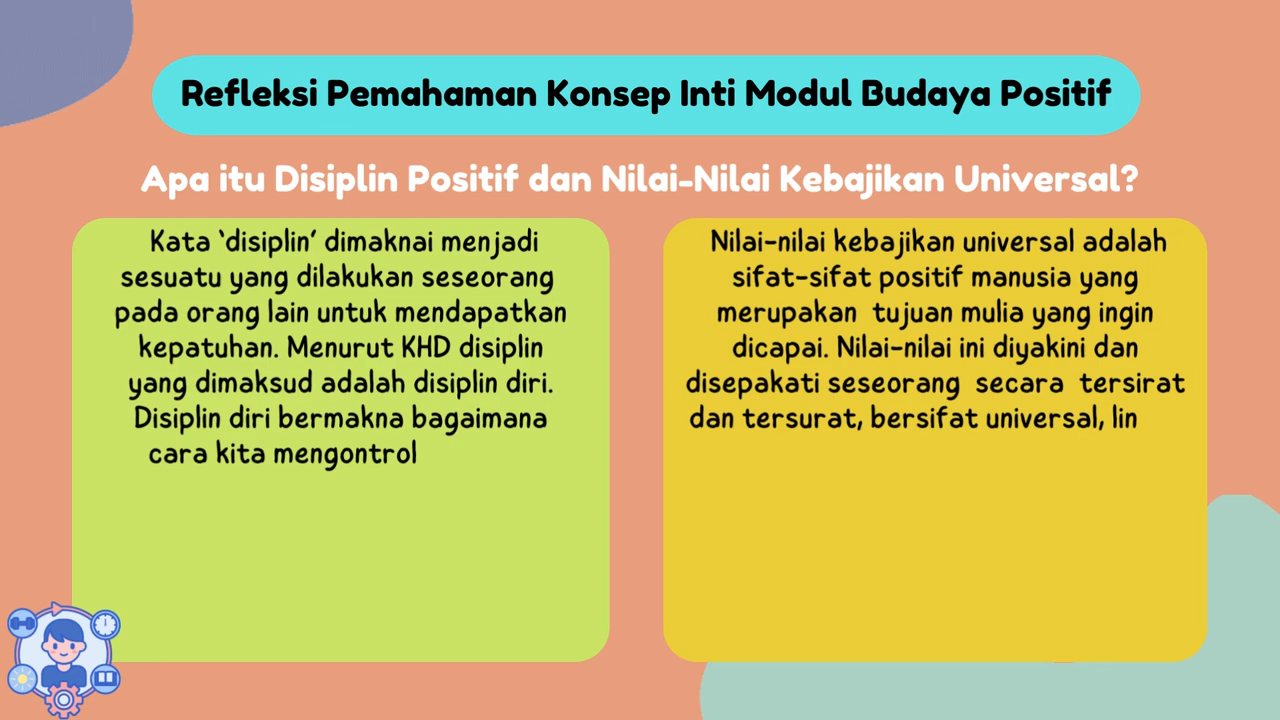 Refleksi Pemahaman Konsep Inti Modul Budaya Positif
Apa itu Disiplin Positif dan Nilai-Nilai Kebajikan Universal?
Kata ‘disiplin’ dimaknai menjadi
sesuatu yang dilakukan seseorang
pada orang lain untuk mendapatkan
kepatuhan. Menurut KHD disiplin
yang dimaksud adalah disiplin diri.
Disiplin diri bermakna bagaimana
cara kita mengontrol
Nilai-nilai kebajikan universal adalah
sifat-sifat positif manusia yang
merupakan tujuan mulia yang ingin
dicapai. Nilai-nilai ini diyakini dan
disepakati seseorang secara tersirat
dan tersurat, bersifat universal, lin